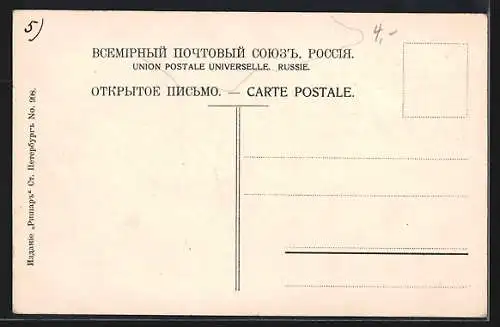 5)
4,-
ВСЕМІРНЫЙ ПОЧТОВЫЙ СОЮЗЪ, РОССІЯ.
UNION POSTALE UNIVERSELLE. RUSSIE.
ОТКРЫТОЕ ПИСЬМО. — CARTE POSTALE.
Изданіе „Ришаръ“ Ст. Петербургъ No. 908.